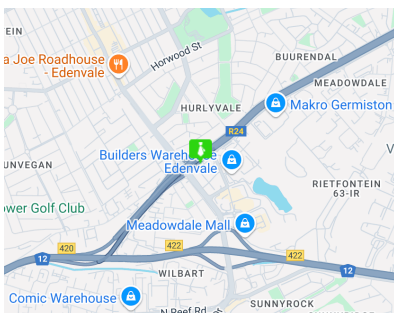 EIN
a Joe Roadhouse
- Edenvale
Horwood St
BUURENDAL
MEADOWDALE
HURLYVALE
Makro Germiston
R24
Builders Warehouse
Edenvale
UNVEGAN
V
RIETFONTEIN
63-IR
ower Golf Club
Meadowdale Mall
420
422
422
12
12
WILBART
Comic Warehouse
N Reef Rd
SUNNYROCK